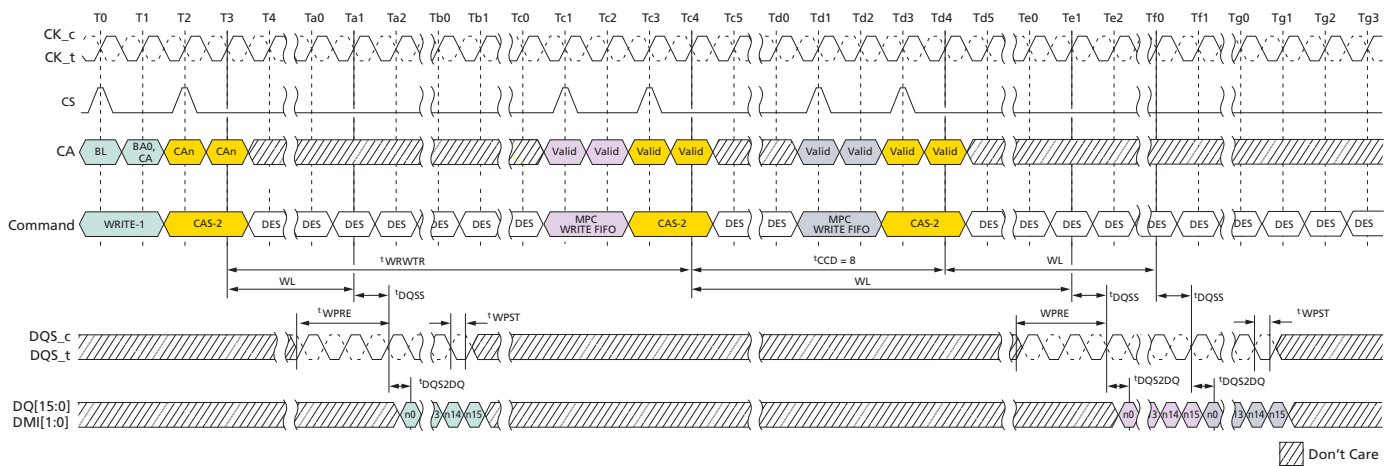 T0 T1 T2 T3 T4 Ta0 Ta1 Ta2 Tb0 Tb1 Tc0 Tc1 Tc2 Tc3 Tc4 Tc5 Td0 Td1 Td2 Td3 Td4 Td5 Te0 Te1 Te2 Tf0 Tf1 Tg0 Tg1 Tg2 Tg3
CK_c
CK_t
CS
CA BL BA0, CA CAn CAn Valid Valid Valid Valid Valid Valid Valid Valid
Command WRITE-1 CAS-2 DES DES DES DES DES DES DES MPC WRITE FIFO CAS-2 DES DES MPC WRITE FIFO CAS-2 DES DES DES DES DES DES DES DES DES DES
tWRWTR tCCD = 8 WL
WL tDQSS WL tDQSS tDQSS
tWPRE tWPST WPRE tWPST
DQS_c
DQS_t
tDQS2DQ tDQS2DQ tDQS2DQ
DQ[15:0]
DMI[1:0] n0 3 n14 n15 n0 3 n14 n15 n0 13 n14 n15
Don't Care